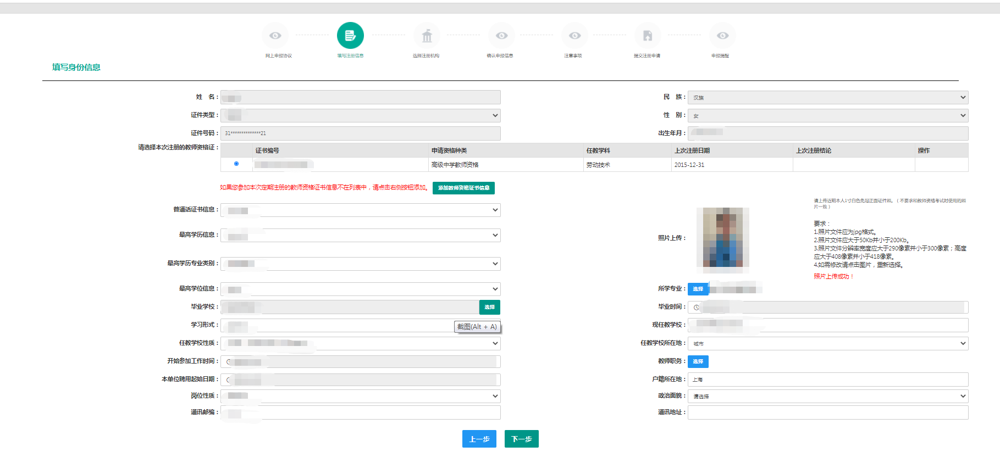 网上申报协议
填写注册信息
选择注册机构
确认申报信息
注意事项
提交注册申请
申报提醒
填写身份信息
姓 名：
民 族： 汉族
证件类型：
性 别： 女
证件号码： 31**************21
出生年月：
请选择本次注册的教师资格证：
证书编号 申请资格种类 任教学科 上次注册日期 上次注册结论 操作
高级中学教师资格 劳动技术 2015-12-31
如果您参加本次定期注册的教师资格证书信息不在列表中，请点击右侧按钮添加。 添加教师资格证书信息
普通话证书信息：
最高学历信息：
最高学历专业类别：
照片上传：
请上传近期本人1寸白色免冠正面证件照。（不要求和教师资格考试时使用的照
片一致）
要求：
1.照片文件应为jpg格式。
2.照片文件应大于50Kb并小于200Kb。
3.照片文件分辨率宽度应大于290像素并小于300像素；高度
应大于408像素并小于418像素。
4.如需修改请点击图片，重新选择。
照片上传成功！
最高学位信息：
所学专业： 选择
毕业学校： 选择
毕业时间：
学习形式：
截图(Alt + A)
现任教学校：
任教学校性质：
任教学校所在地： 城市
开始参加工作时间：
教师职务： 选择
本单位聘用起始日期：
户籍所在地： 上海
岗位性质：
政治面貌： 请选择
通讯邮编：
通讯地址：
上一步 下一步